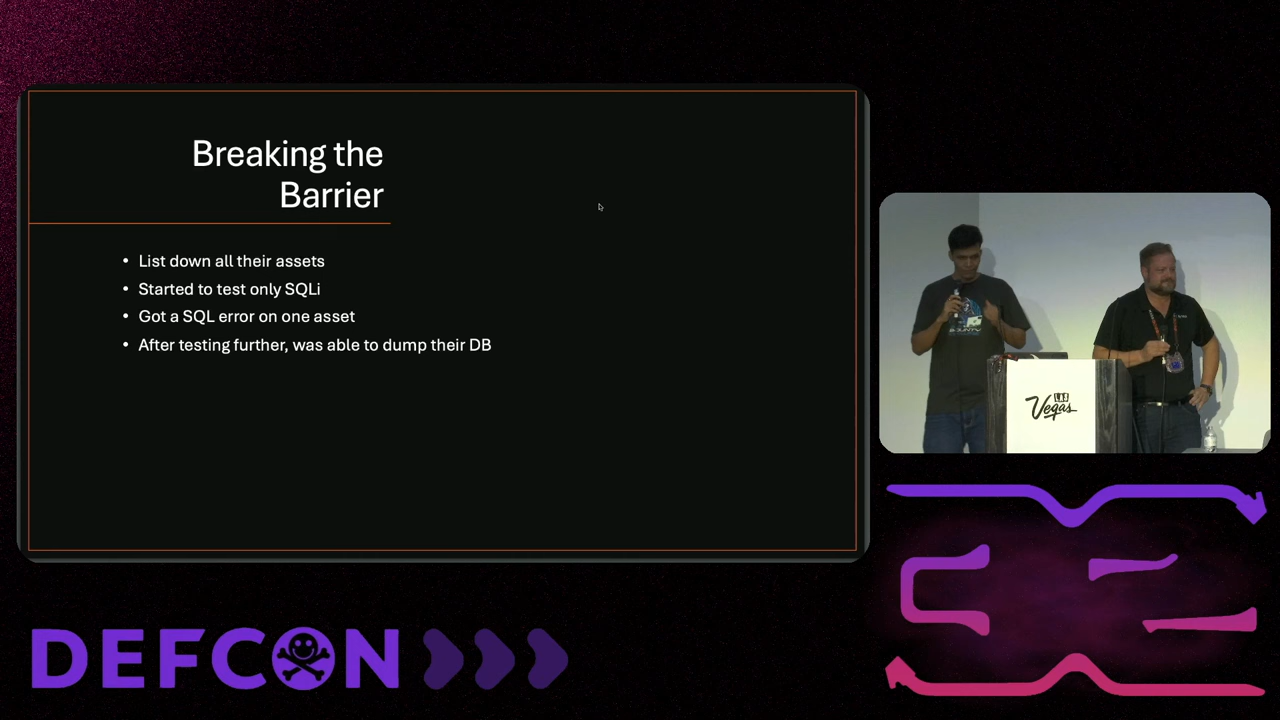 Breaking the
Barrier
• List down all their assets
• Started to test only SQLi
• Got a SQL error on one asset
• After testing further, was able to dump their DB
LAS
Vegas
DEFCON